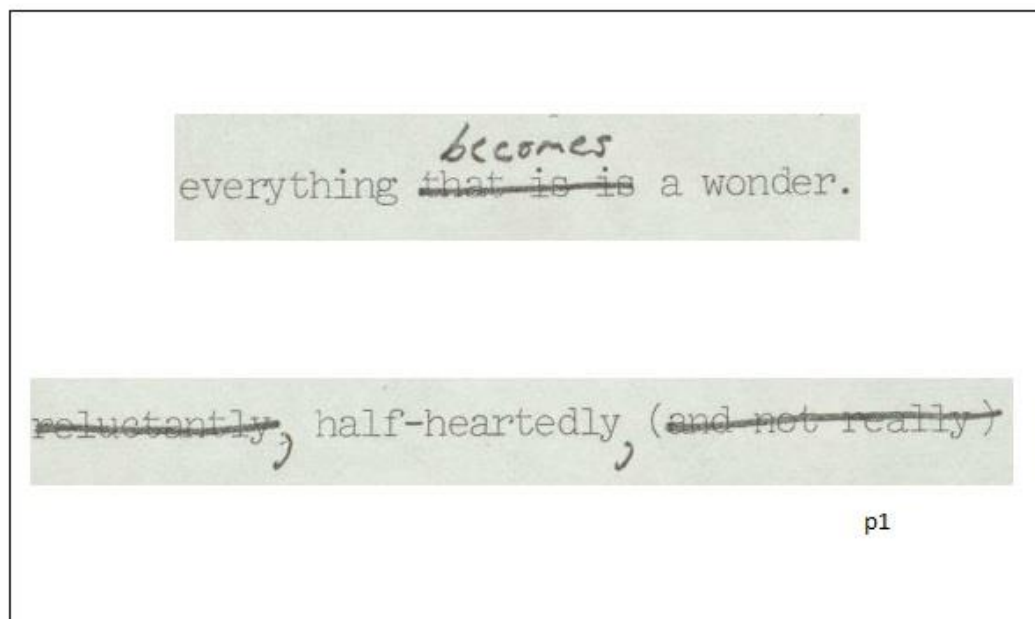 becomes
everything that is is a wonder.
reluctantly, half-heartedly, (and not really)
p1